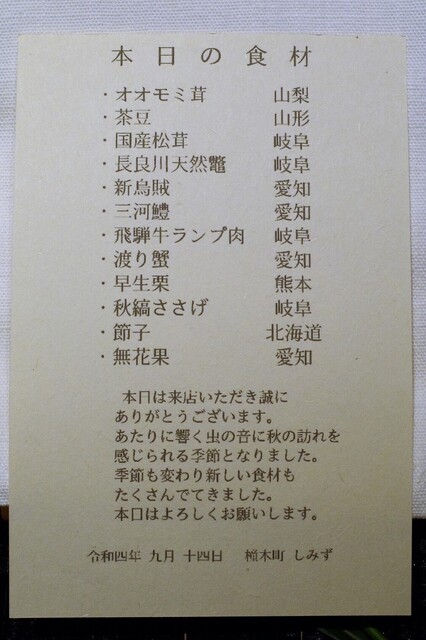 本日の食材
・オオモミ茸 山梨
・茶豆 山形
・国産松茸 岐阜
・長良川天然鼈 岐阜
・新烏賊 愛知
・三河鱧 愛知
・飛騨牛ランプ肉 岐阜
・渡り蟹 愛知
・早生栗 熊本
・秋縞ささげ 岐阜
・節子 北海道
・無花果 愛知
本日は来店いただき誠に
ありがとうございます。
あたりに響く虫の音に秋の訪れを
感じられる季節となりました。
季節も変わり新しい食材も
たくさんでてきました。
本日はよろしくお願いします。
令和四年 九月 十四日 橦木町 しみず